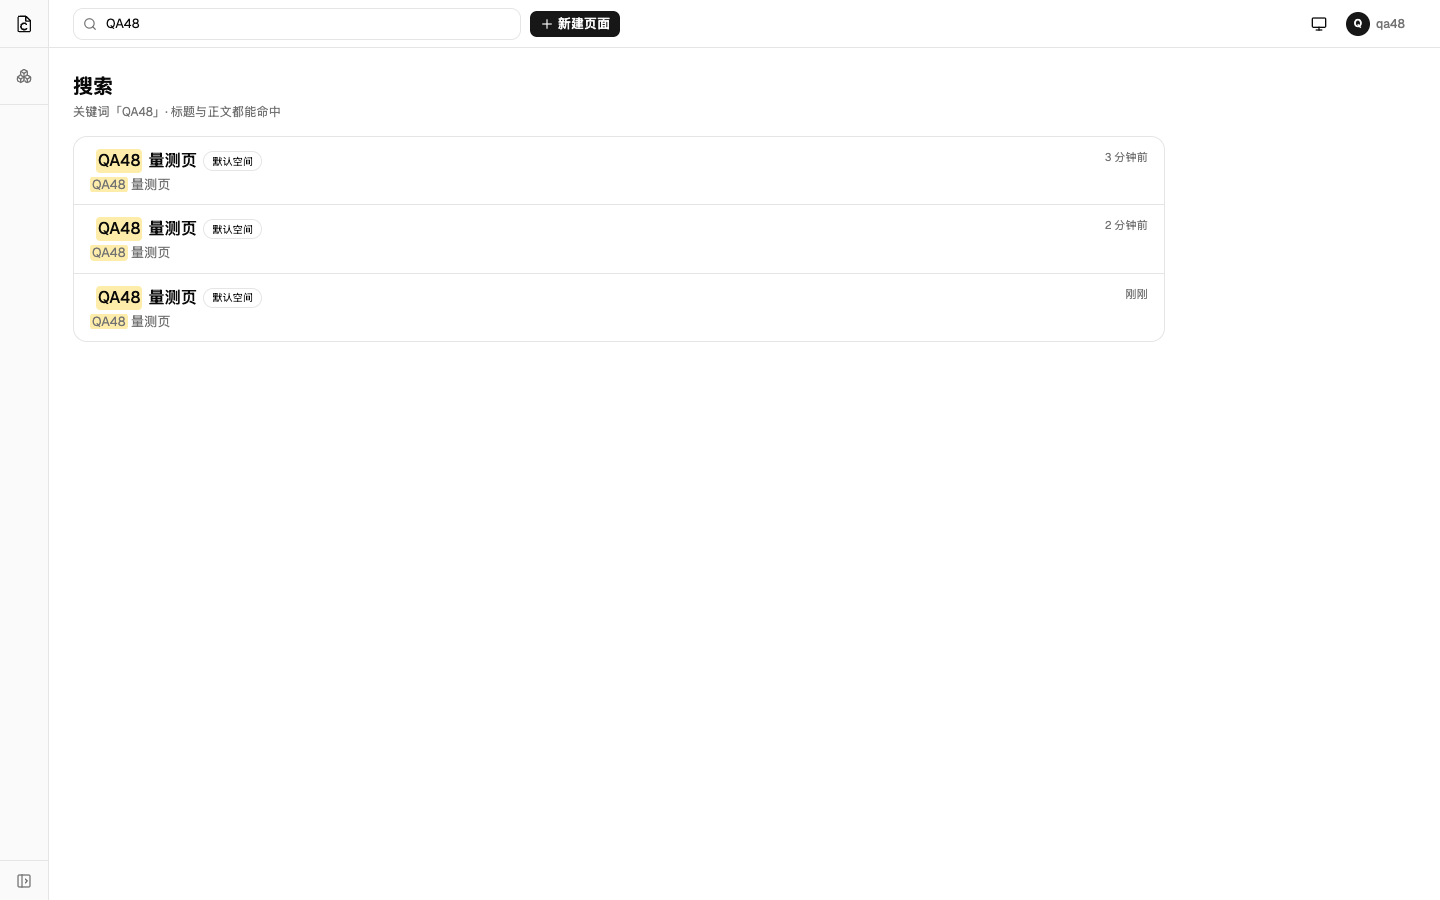 QA48
新建页面
Q qa48
搜索
关键词「QA48」· 标题与正文都能命中
QA48 量测页 默认空间 3 分钟前
QA48 量测页
QA48 量测页 默认空间 2 分钟前
QA48 量测页
QA48 量测页 默认空间 刚刚
QA48 量测页